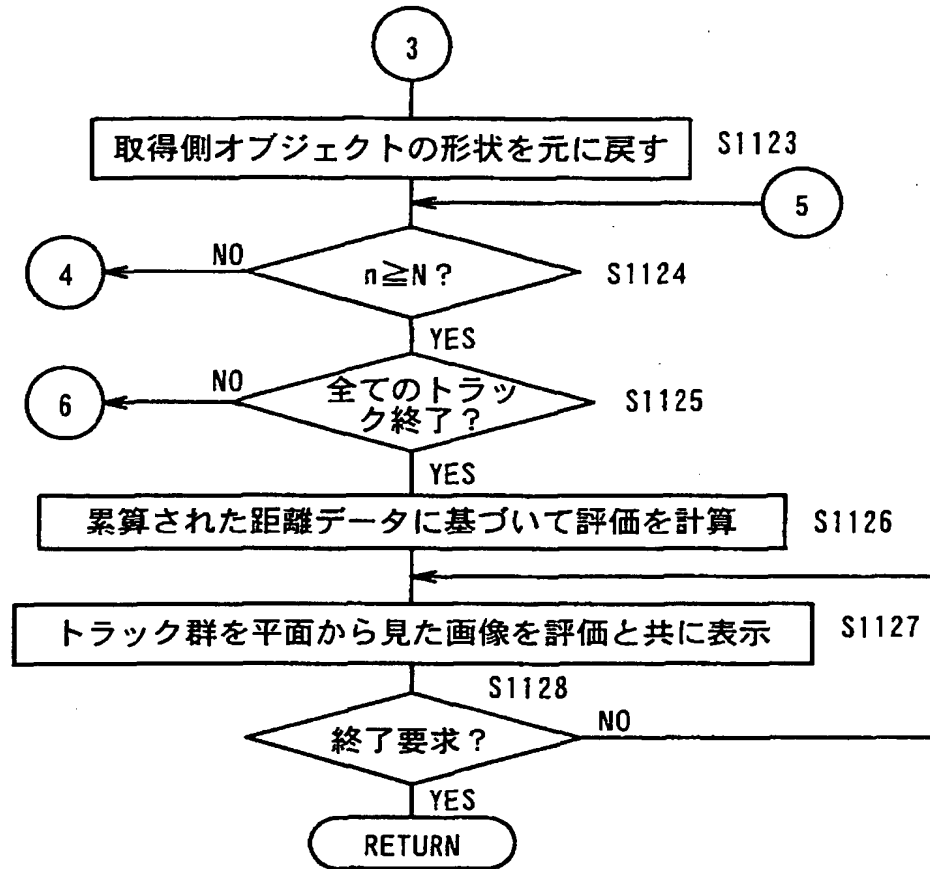 3
取得側オブジェクトの形状を元に戻す
S1123
5
4
NO
n≧N?
S1124
YES
6
NO
全てのトラッ
ク終了?
S1125
YES
累算された距離データに基づいて評価を計算
S1126
トラック群を平面から見た画像を評価と共に表示
S1127
S1128
終了要求?
NO
YES
RETURN